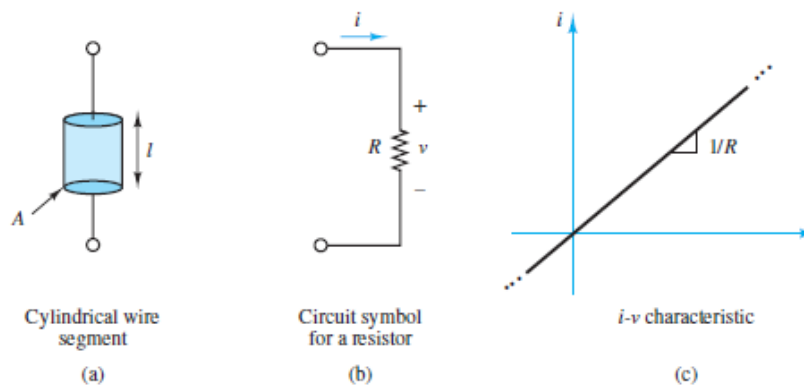 i
i
l
A
R
+
v
–
1/R
Cylindrical wire
segment
(a)
Circuit symbol
for a resistor
(b)
i-v characteristic
(c)